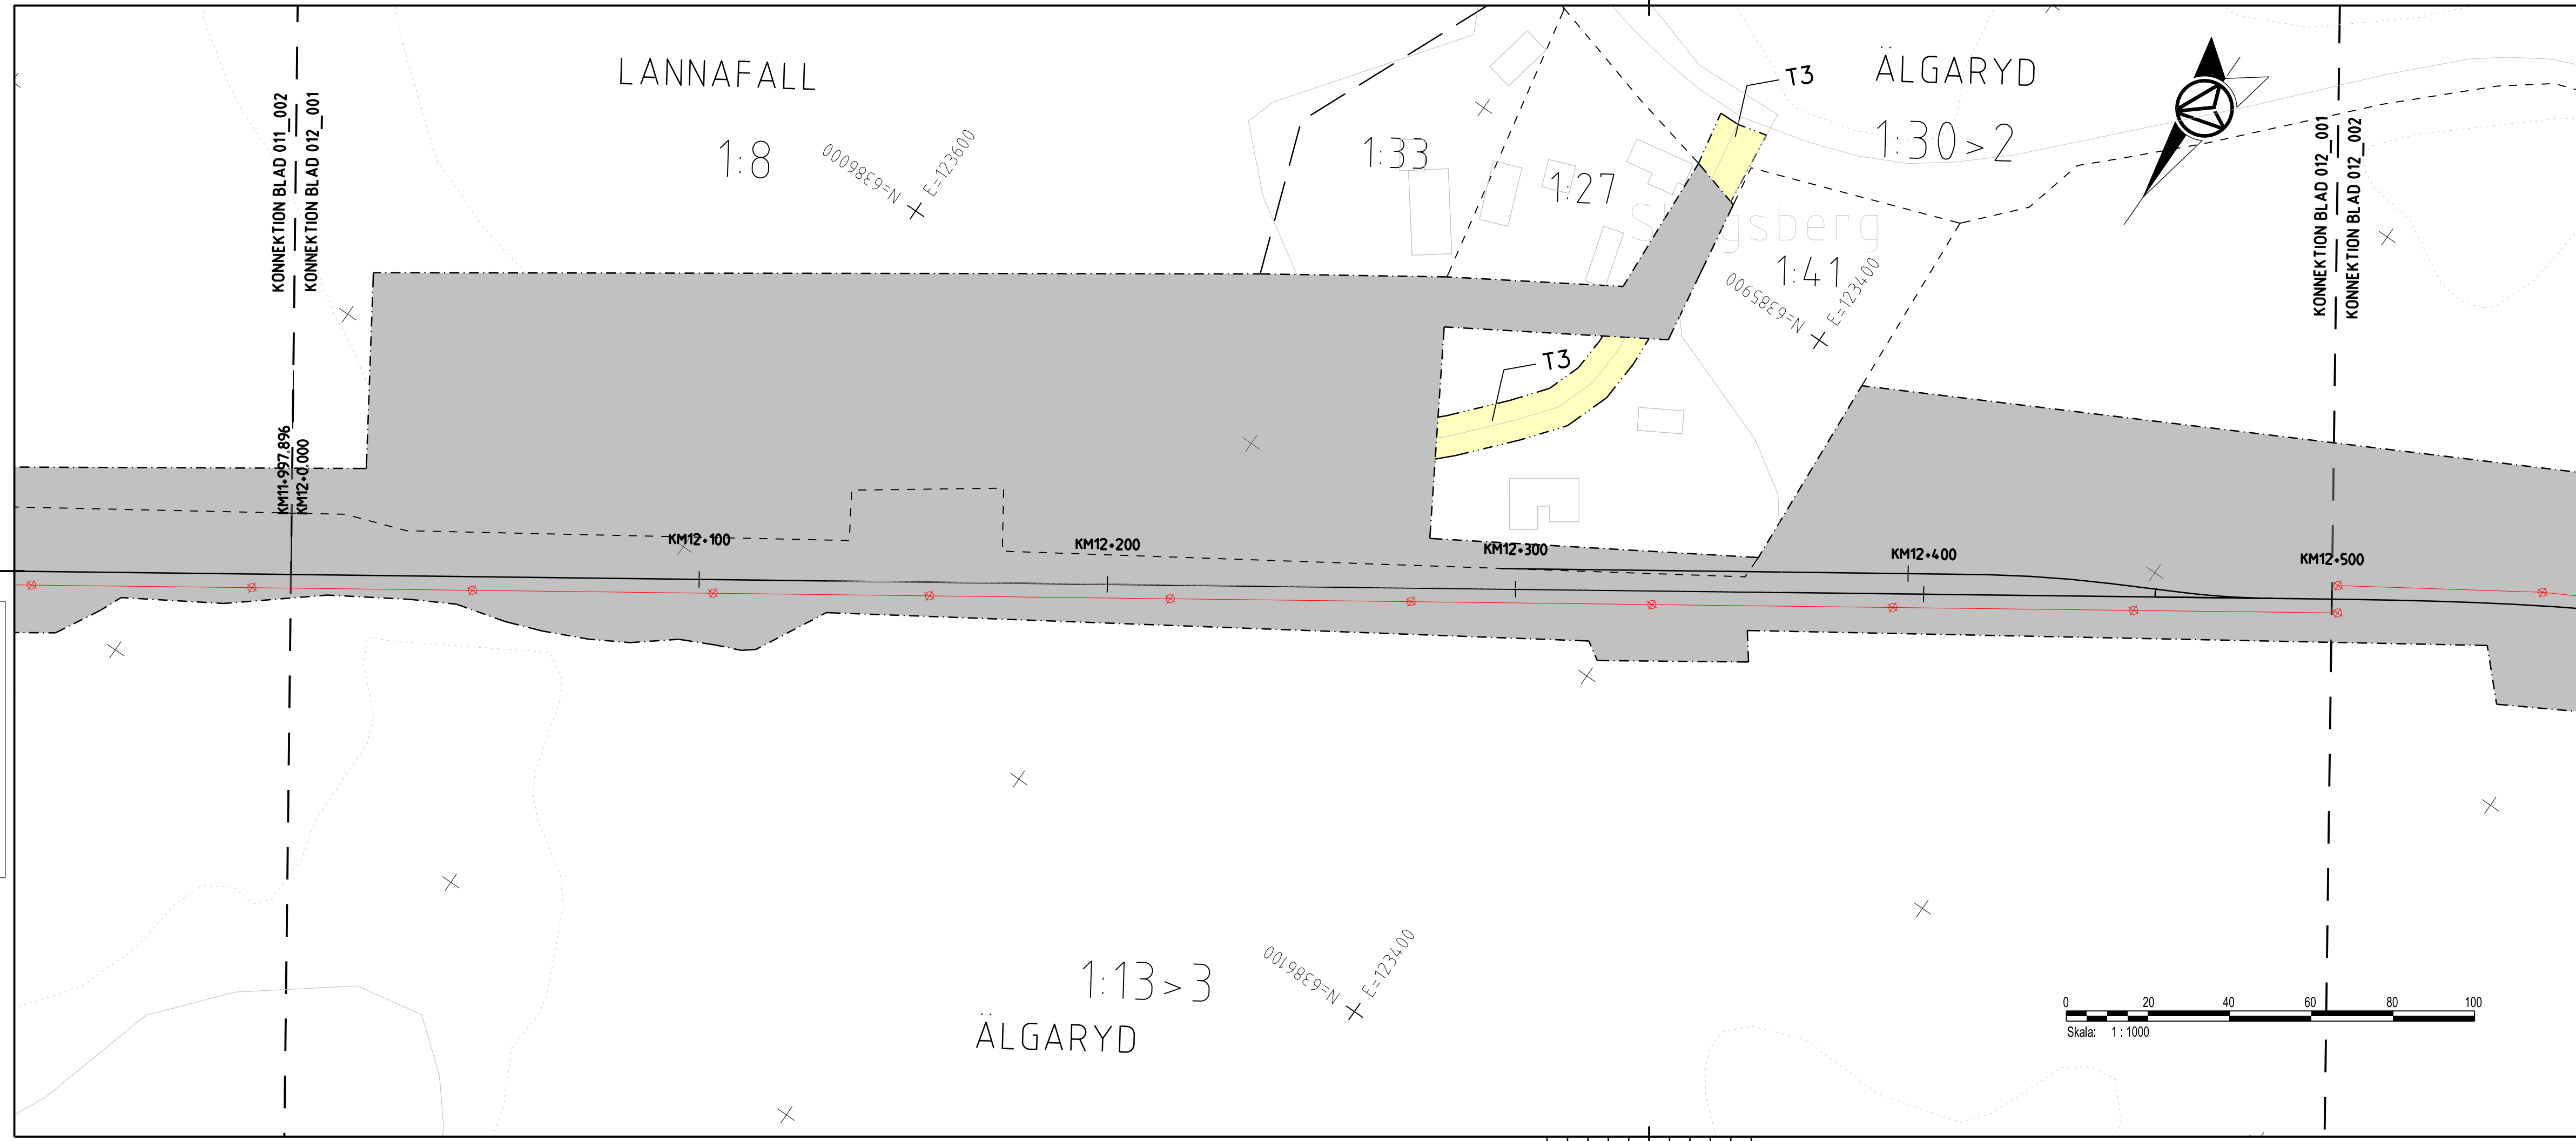 LANNAFALL
1:8
N=6386000
E=123600
KONNEKTION BLAD 011_002
KONNEKTION BLAD 012_001
KM11+997.896
KM12+0.000
1:33
1:27
T3
ÄLGARYD
1:30>2
1:41
N=6385900
E=123400
T3
KONNEKTION BLAD 012_001
KONNEKTION BLAD 012_002
KM12+100
KM12+200
KM12+300
KM12+400
KM12+500
1:13>3
ÄLGARYD
N=6386100
E=123400
0 20 40 60 80 100
Skala: 1 : 1000